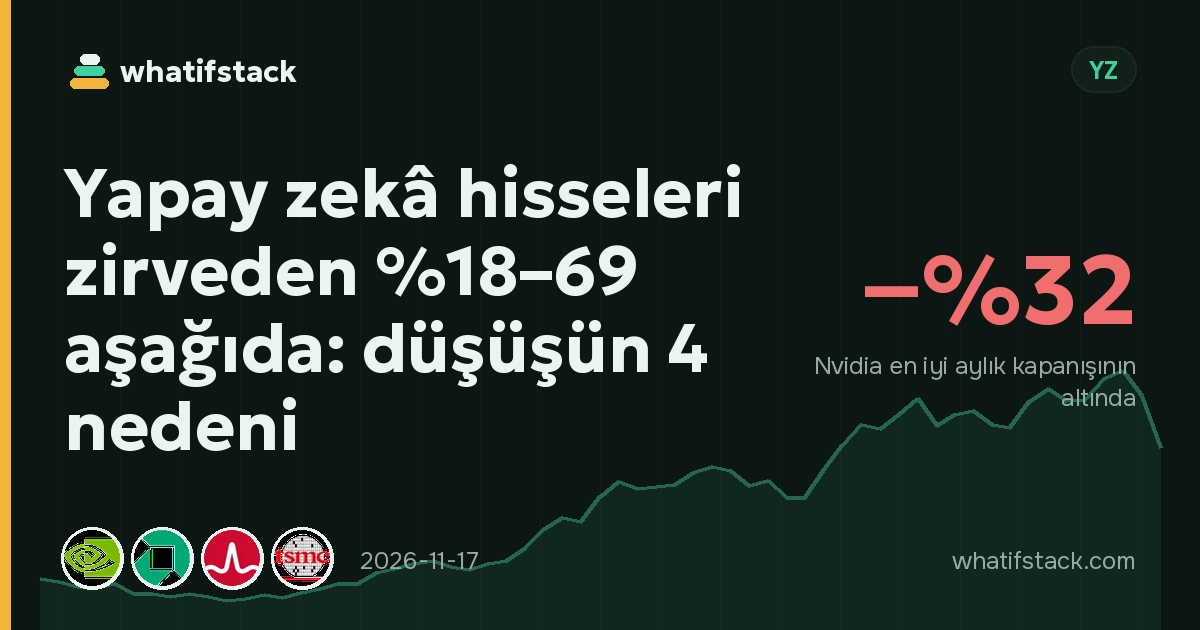 whatifstack
YZ
Yapay zekâ hisseleri
zirveden %18–69
aşağıda: düşüşün 4
nedeni
–%32
Nvidia en iyi aylık kapanışının
altında
tsmc
2026-11-17
whatifstack.com